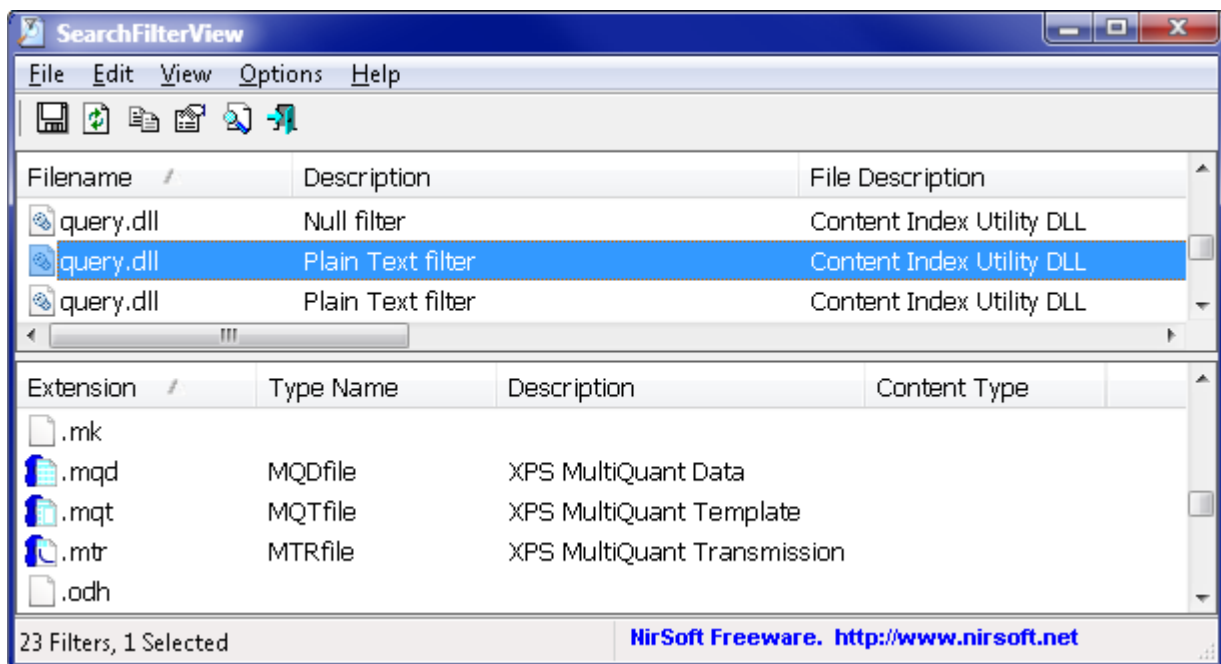 SearchFilterView
File Edit View Options Help
Filename Description File Description
query.dll Null filter Content Index Utility DLL
query.dll Plain Text filter Content Index Utility DLL
query.dll Plain Text filter Content Index Utility DLL
Extension Type Name Description Content Type
.mk
.mqd MQDfile XPS MultiQuant Data
.mqt MQTfile XPS MultiQuant Template
.mtr MTRfile XPS MultiQuant Transmission
.odh
23 Filters, 1 Selected NirSoft Freeware. http://www.nirsoft.net